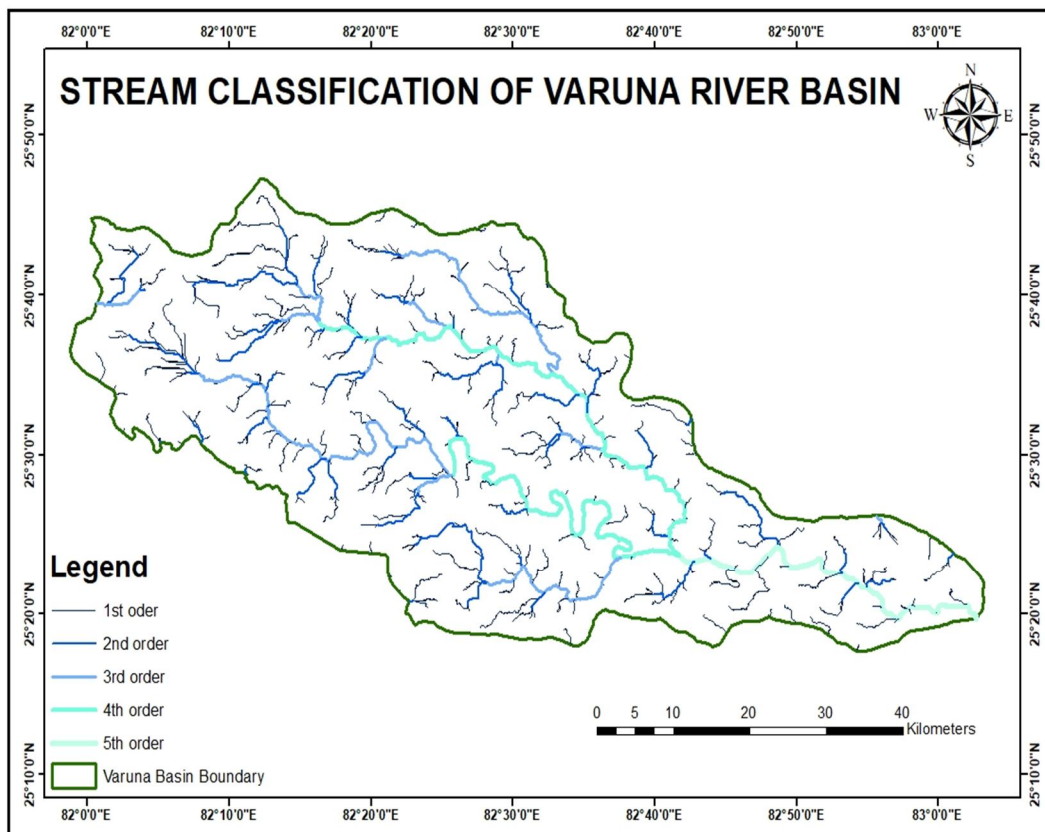 82°0'0"E 82°10'0"E 82°20'0"E 82°30'0"E 82°40'0"E 82°50'0"E 83°0'0"E
STREAM CLASSIFICATION OF VARUNA RIVER BASIN
N
W E
S
25°50'0"N 25°50'0"N
25°40'0"N 25°40'0"N
25°30'0"N 25°30'0"N
25°20'0"N 25°20'0"N
25°10'0"N 25°10'0"N
Legend
1st oder
2nd order
3rd order
4th order
5th order
Varuna Basin Boundary
0 5 10 20 30 40
Kilometers
82°0'0"E 82°10'0"E 82°20'0"E 82°30'0"E 82°40'0"E 82°50'0"E 83°0'0"E